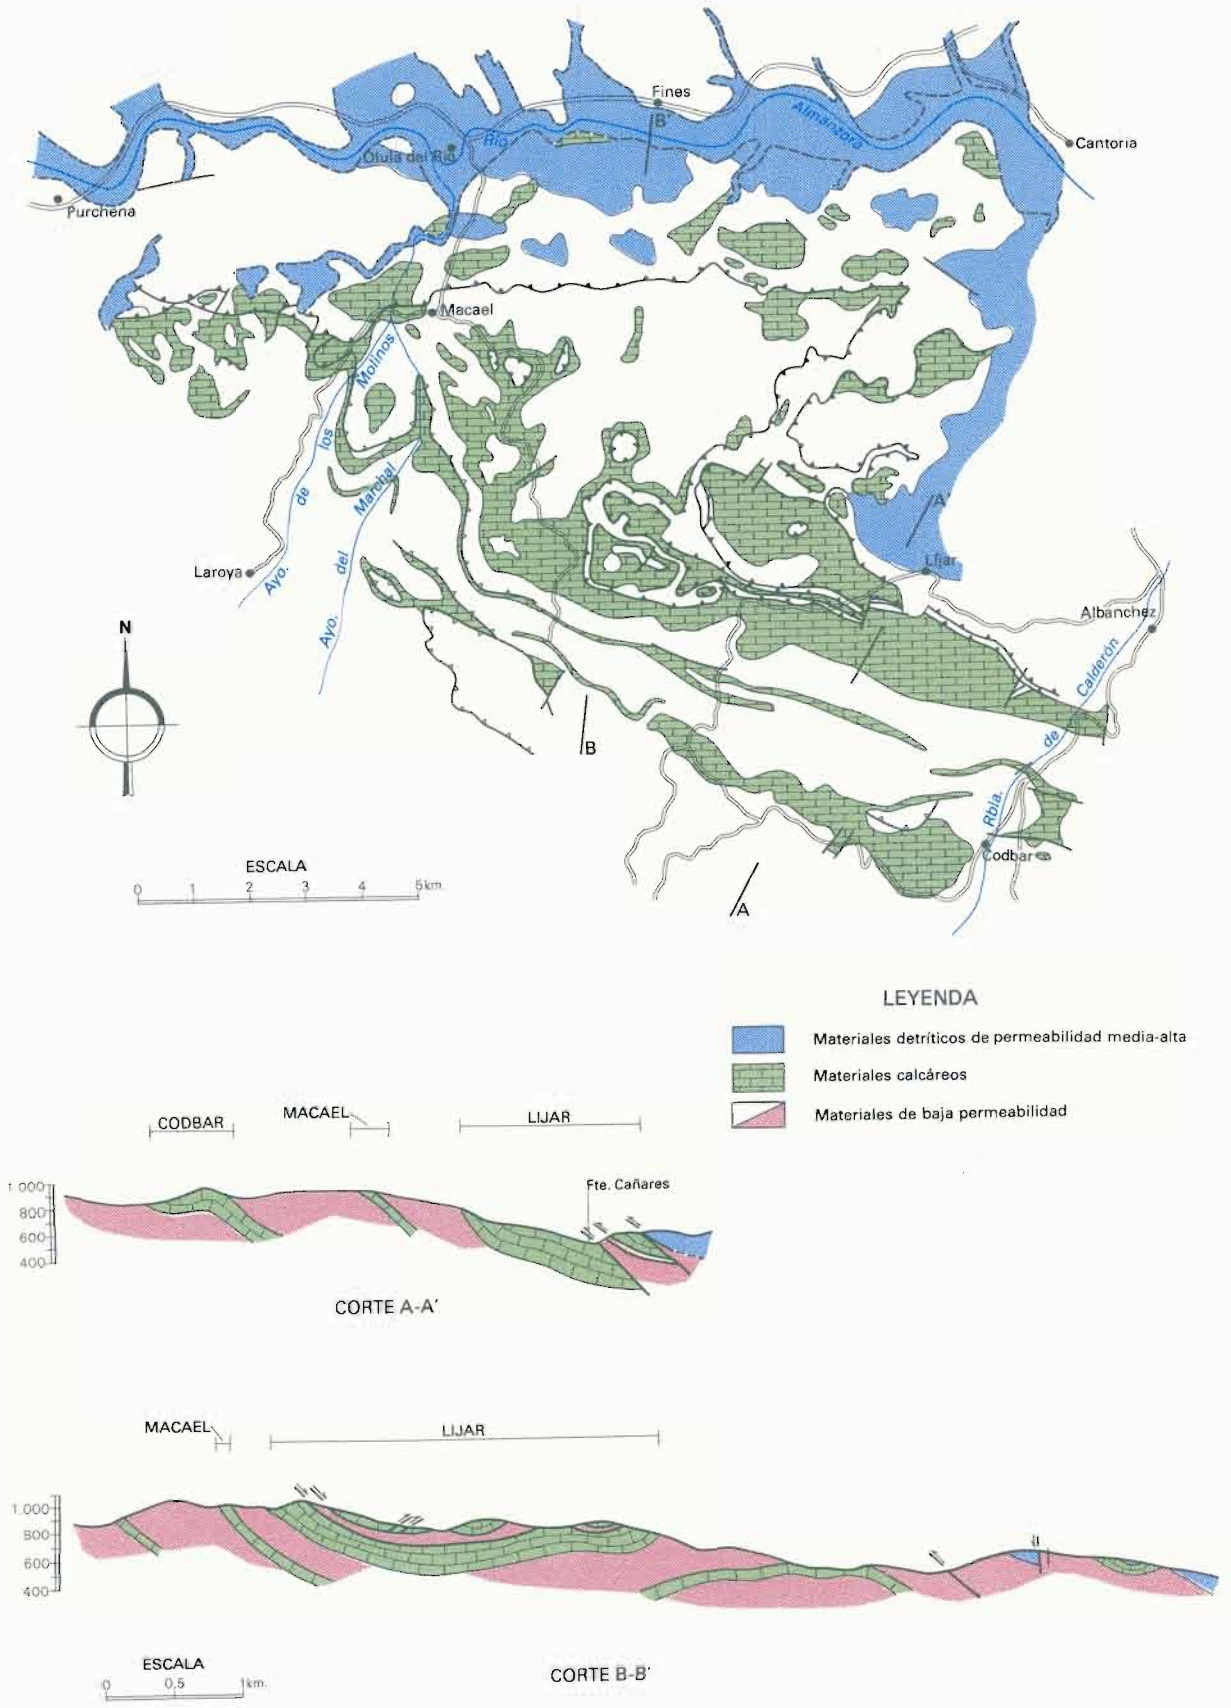 Fines
B'
Almanzora
Río
Olula del Río
Cantoria
Purchena
Macael
Ayo. de los Molinos
Ayo. del Marchal
Laroya
A'
Líjar
Albanchez
Rbla. de Calderón
N
B
Codbar
A
ESCALA
0 1 2 3 4 5 km.
LEYENDA
Materiales detríticos de permeabilidad media-alta
Materiales calcáreos
Materiales de baja permeabilidad
CODBAR
MACAEL
LIJAR
Fte. Cañares
1 000
800
600
400
CORTE A-A'
MACAEL
LIJAR
1.000
800
600
400
ESCALA
0 0,5 1km.
CORTE B-B'